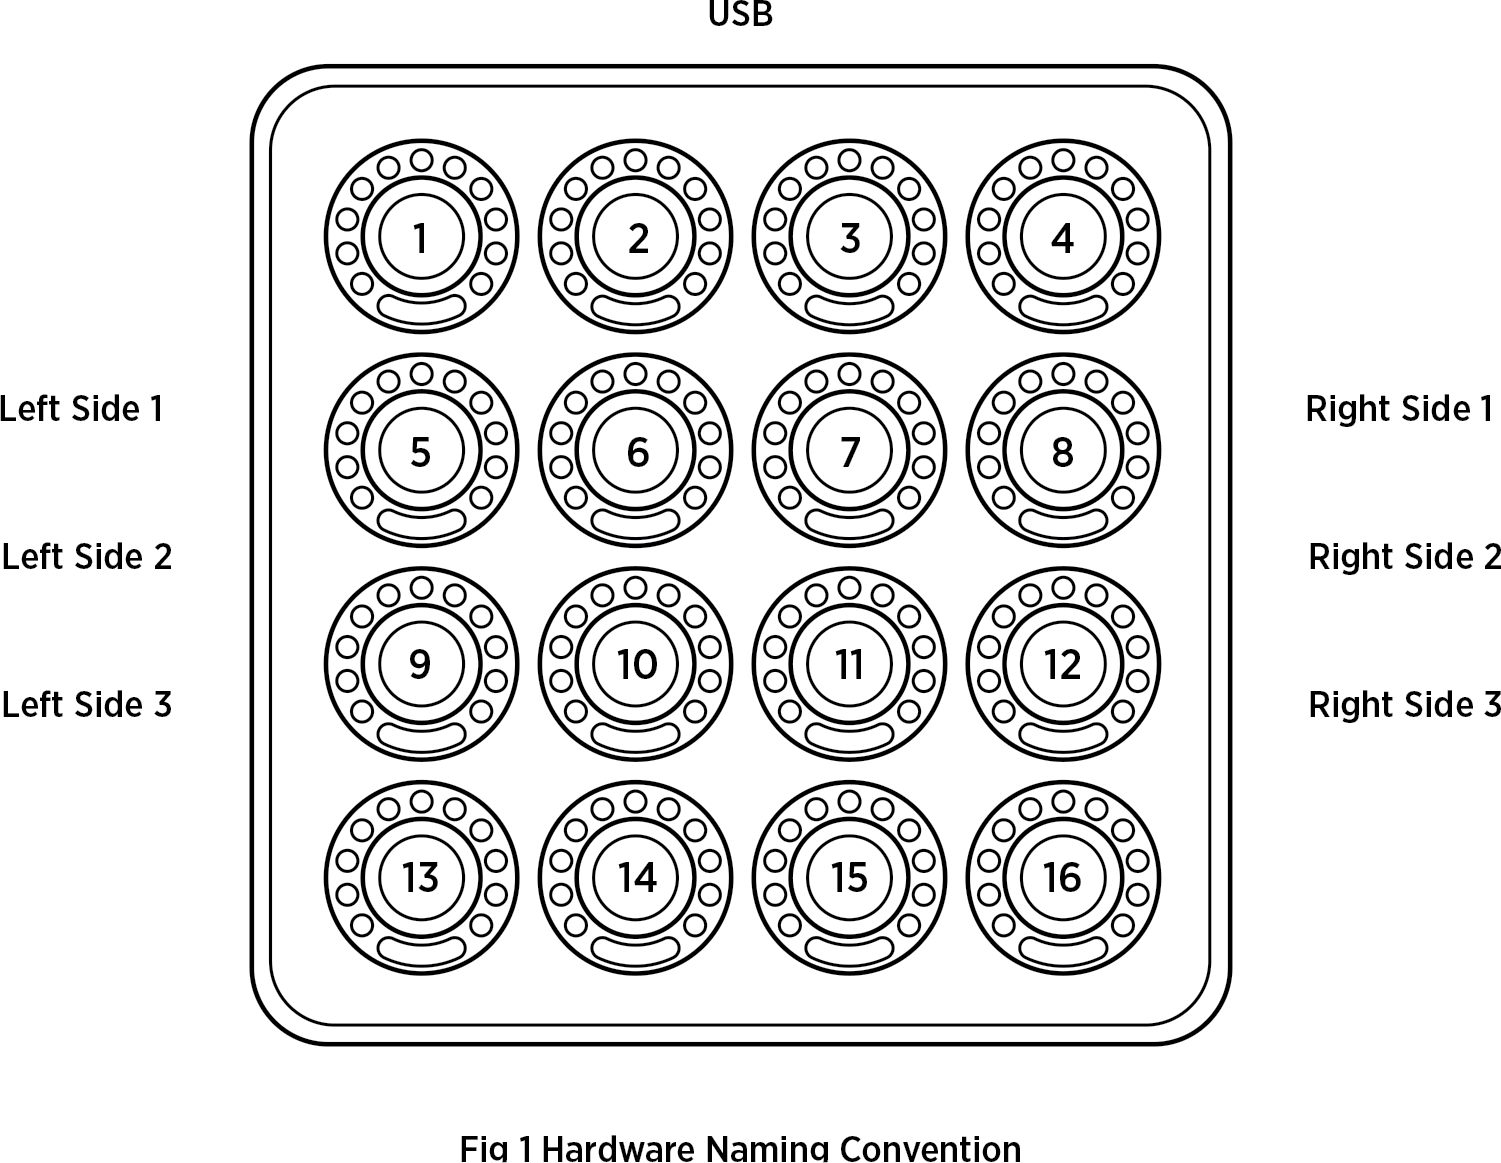 USB
1 2 3 4
Left Side 1
Right Side 1
5 6 7 8
Left Side 2
Right Side 2
9 10 11 12
Left Side 3
Right Side 3
13 14 15 16
Fig 1 Hardware Naming Convention